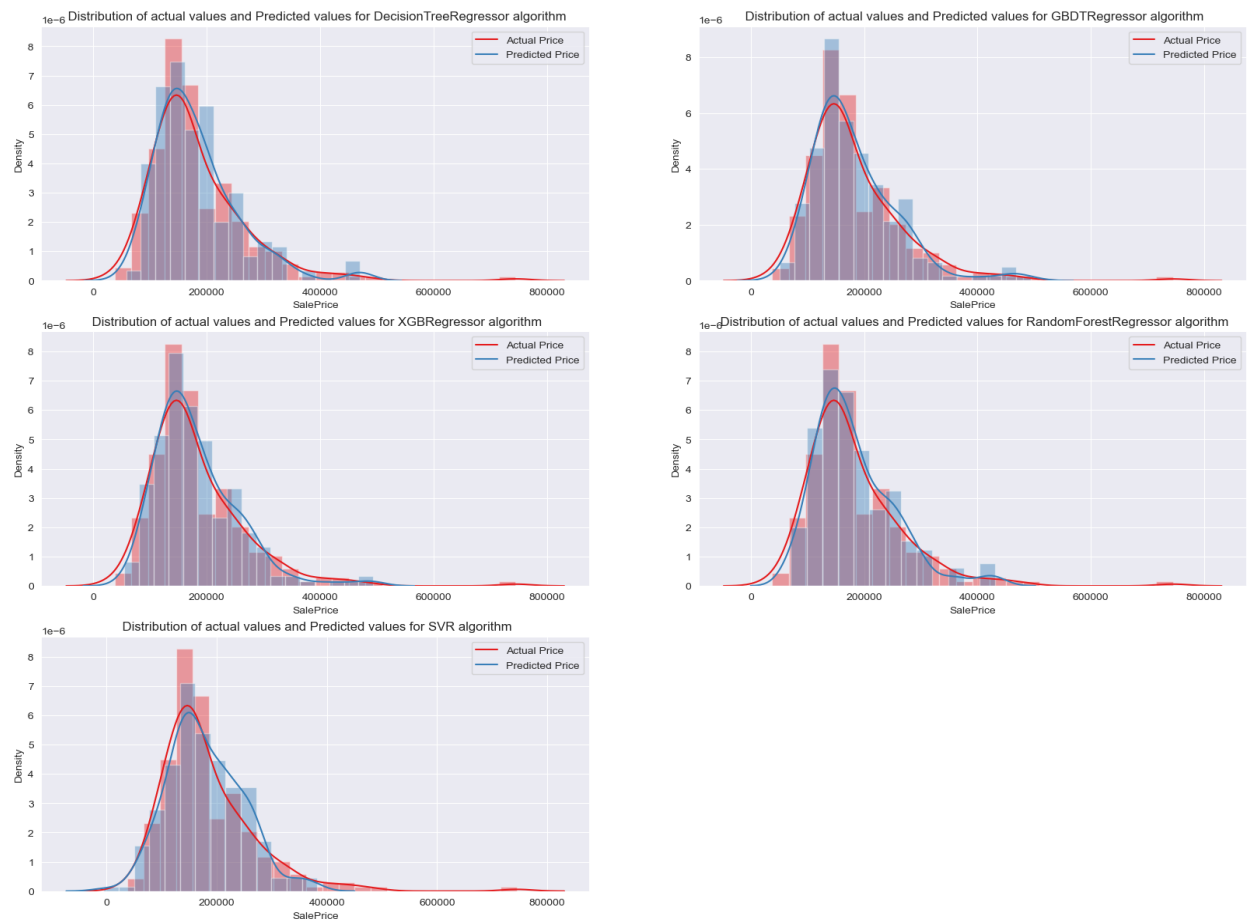 Distribution of actual values and Predicted values for DecisionTreeRegressor algorithm
1e−6
Actual Price
Predicted Price
8
7
6
5
4
3
2
1
0
Density
0 200000 400000 600000 800000
SalePrice
Distribution of actual values and Predicted values for GBDTRegressor algorithm
1e−6
Actual Price
Predicted Price
8
6
4
2
0
Density
0 200000 400000 600000 800000
SalePrice
Distribution of actual values and Predicted values for XGBRegressor algorithm
1e−6
Actual Price
Predicted Price
8
7
6
5
4
3
2
1
0
Density
0 200000 400000 600000 800000
SalePrice
Distribution of actual values and Predicted values for RandomForestRegressor algorithm
1e−6
Actual Price
Predicted Price
8
7
6
5
4
3
2
1
0
Density
0 200000 400000 600000 800000
SalePrice
Distribution of actual values and Predicted values for SVR algorithm
1e−6
Actual Price
Predicted Price
8
7
6
5
4
3
2
1
0
Density
0 200000 400000 600000 800000
SalePrice